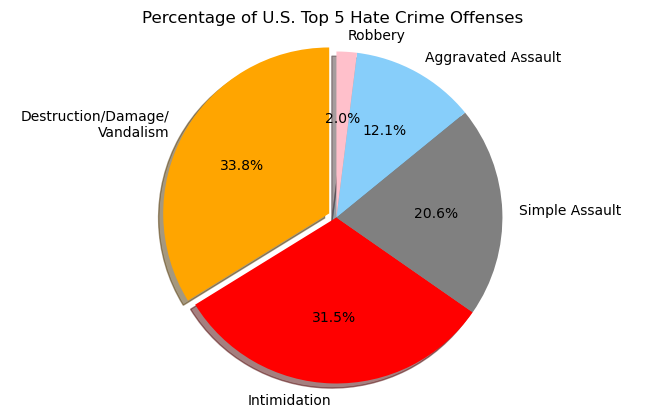 Percentage of U.S. Top 5 Hate Crime Offenses
Robbery
Aggravated Assault
Destruction/Damage/
Vandalism
2.0%
12.1%
33.8%
20.6%
Simple Assault
31.5%
Intimidation